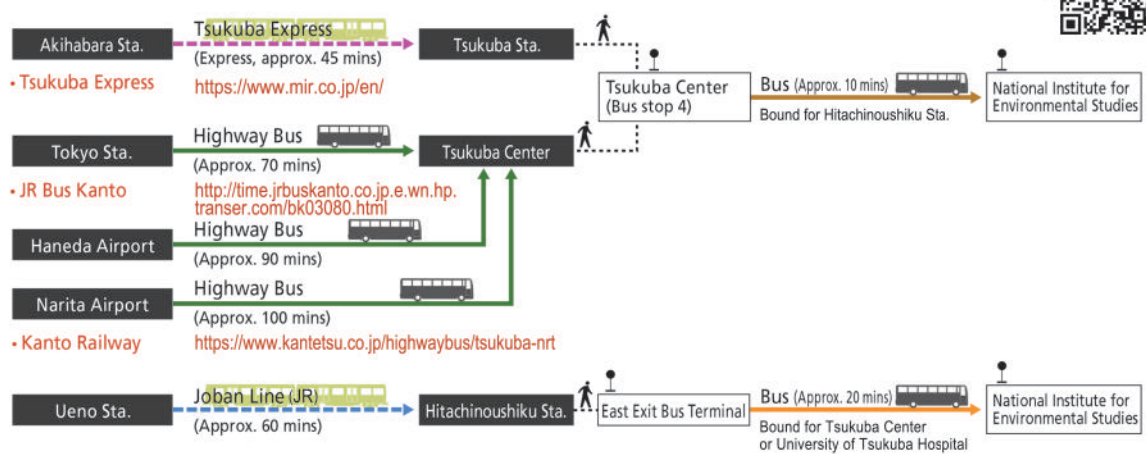 Akihabara Sta.
Tsukuba Express
(Express, approx. 45 mins)
Tsukuba Sta.
• Tsukuba Express
https://www.mir.co.jp/en/
Tsukuba Center
(Bus stop 4)
Bus (Approx. 10 mins)
Bound for Hitachinoushiku Sta.
National Institute for
Environmental Studies
Tokyo Sta.
Highway Bus
(Approx. 70 mins)
Tsukuba Center
• JR Bus Kanto
http://time.jrbuskanto.co.jp.e.wn.hp.
transer.com/bk03080.html
Haneda Airport
Highway Bus
(Approx. 90 mins)
Narita Airport
Highway Bus
(Approx. 100 mins)
• Kanto Railway
https://www.kantetsu.co.jp/highwaybus/tsukuba-nrt
Ueno Sta.
Joban Line (JR)
(Approx. 60 mins)
Hitachinoushiku Sta.
East Exit Bus Terminal
Bus (Approx. 20 mins)
Bound for Tsukuba Center
or University of Tsukuba Hospital
National Institute for
Environmental Studies